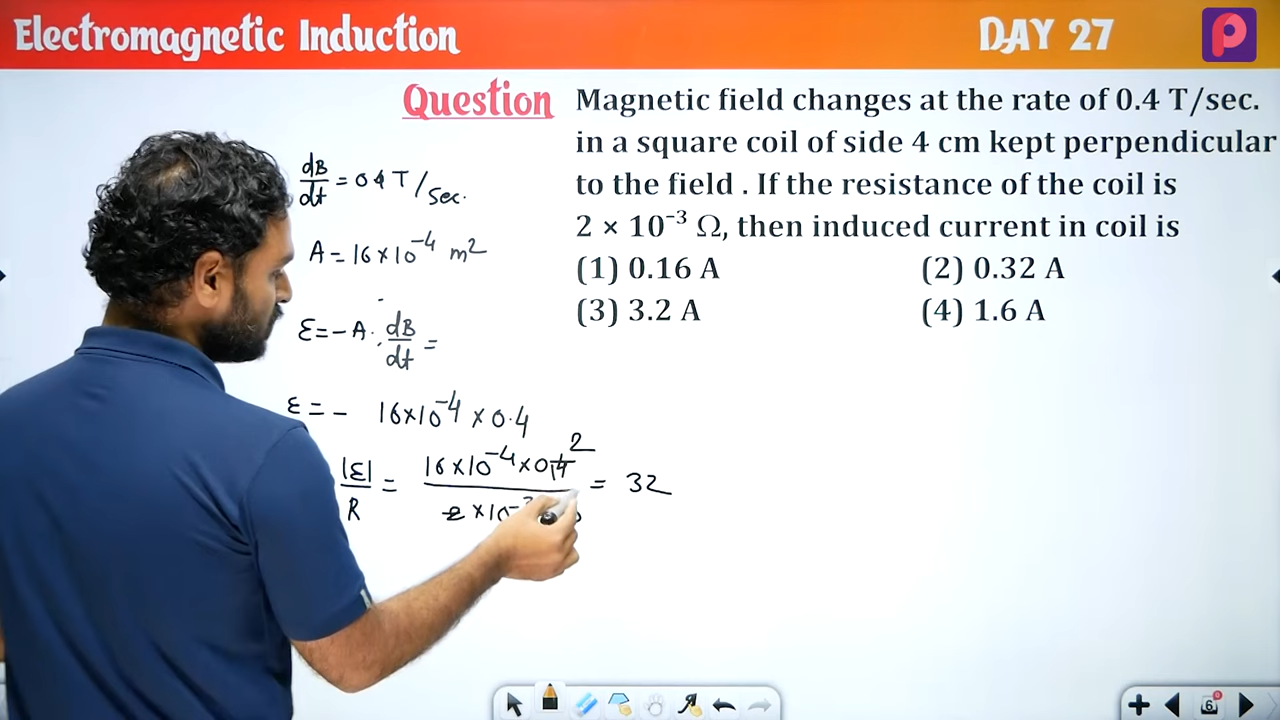 Electromagnetic Induction DAY 27
Question Magnetic field changes at the rate of 0.4 T/sec.
in a square coil of side 4 cm kept perpendicular
to the field . If the resistance of the coil is
2 × 10⁻³ Ω, then induced current in coil is
(1) 0.16 A (2) 0.32 A
(3) 3.2 A (4) 1.6 A
dB/dt = 0.4 T/sec.
A = 16×10⁻⁴ m²
ε = -A · dB/dt =
ε = - 16×10⁻⁴ × 0.4
|ε|/R = 16×10⁻⁴×0.4 2 / 2 ×10 = 32
6